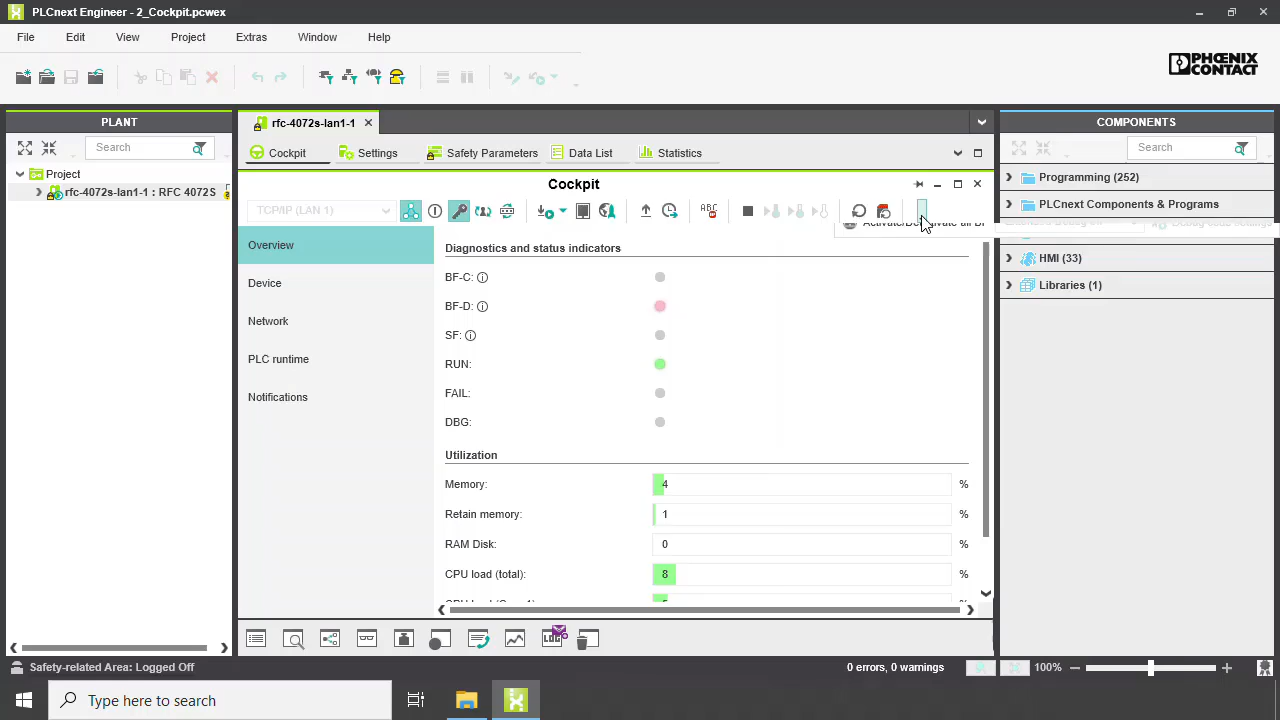 PLCnext Engineer - 2_Cockpit.pcwex
File Edit View Project Extras Window Help
PHOENIX
CONTACT
PLANT
Search
Project
rfc-4072s-lan1-1 : RFC 4072S
rfc-4072s-lan1-1
Cockpit Settings Safety Parameters Data List Statistics
Cockpit
TCP/IP (LAN 1)
ABC
Overview
Device
Network
PLC runtime
Notifications
Diagnostics and status indicators
BF-C:
BF-D:
SF:
RUN:
FAIL:
DBG:
Utilization
Memory: 4 %
Retain memory: 1 %
RAM Disk: 0 %
CPU load (total): 8 %
LOG
COMPONENTS
Search
Programming (252)
PLCnext Components & Programs
HMI (33)
Libraries (1)
Safety-related Area: Logged Off
0 errors, 0 warnings
100%
Type here to search